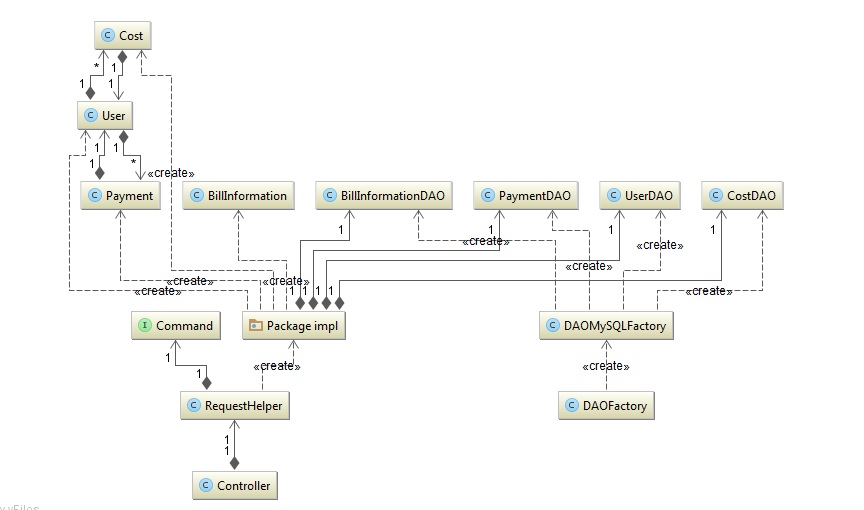 C Cost
* 1
1 1
C User
1 1
1 *
«create»
C Payment
C BillInformation
C BillInformationDAO
C PaymentDAO
C UserDAO
C CostDAO
1 1 1 1
«create»
«create»
«create»
«create» «create»
«create» 1 1 1 1 «create»
I Command
Package impl
C DAOMySQLFactory
1
1
«create»
«create»
C RequestHelper
C DAOFactory
1
1
C Controller